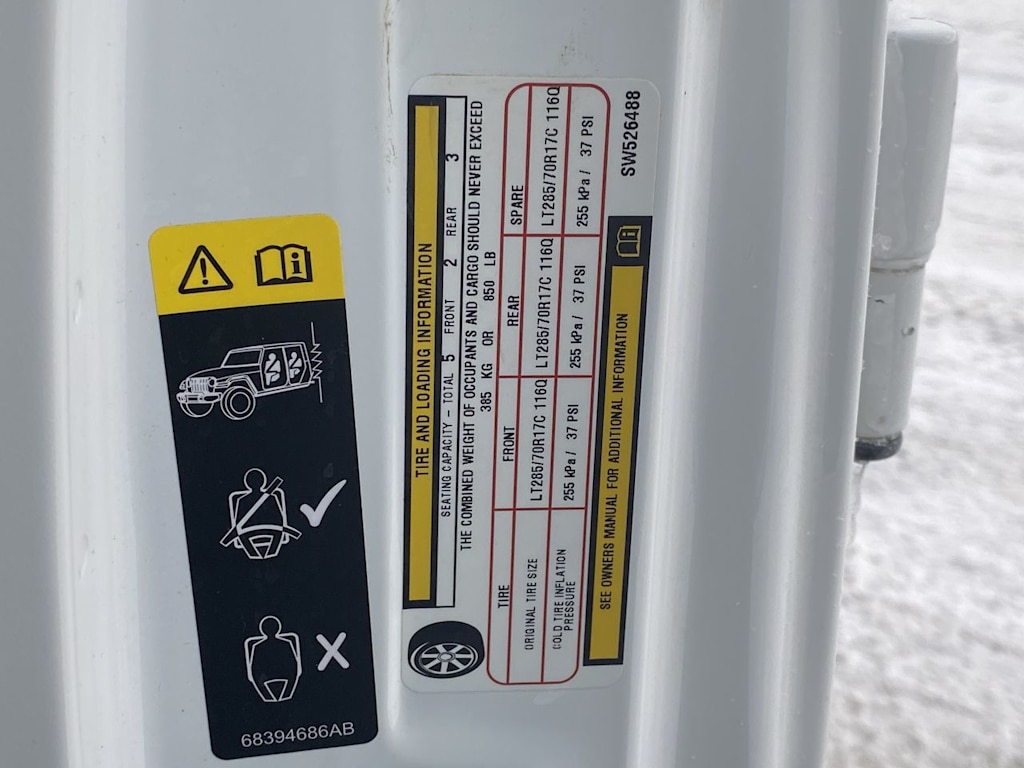 68394686AB
TIRE AND LOADING INFORMATION
SEATING CAPACITY – TOTAL 5 FRONT 2 REAR 3
THE COMBINED WEIGHT OF OCCUPANTS AND CARGO SHOULD NEVER EXCEED
385 KG OR 850 LB
TIRE FRONT REAR SPARE
ORIGINAL TIRE SIZE LT285/70R17C 116Q LT285/70R17C 116Q LT285/70R17C 116Q
COLD TIRE INFLATION
PRESSURE 255 kPa / 37 PSI 255 kPa / 37 PSI 255 kPa / 37 PSI
SEE OWNERS MANUAL FOR ADDITIONAL INFORMATION
SW526488